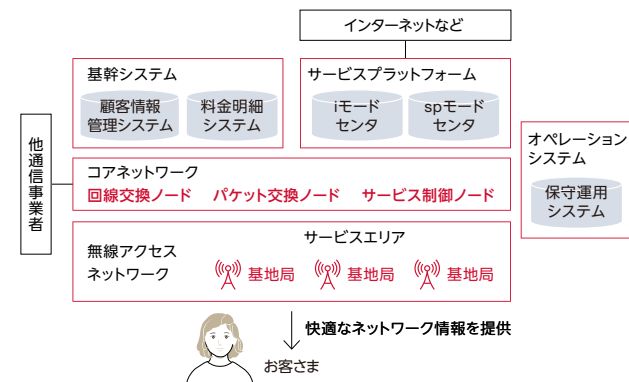 インターネットなど
基幹システム
顧客情報
管理システム
料金明細
システム
サービスプラットフォーム
iモード
センタ
spモード
センタ
他通信事業者
コアネットワーク
回線交換ノード パケット交換ノード サービス制御ノード
オペレーション
システム
保守運用
システム
無線アクセス
ネットワーク
サービスエリア
基地局 基地局 基地局
快適なネットワーク情報を提供
お客さま